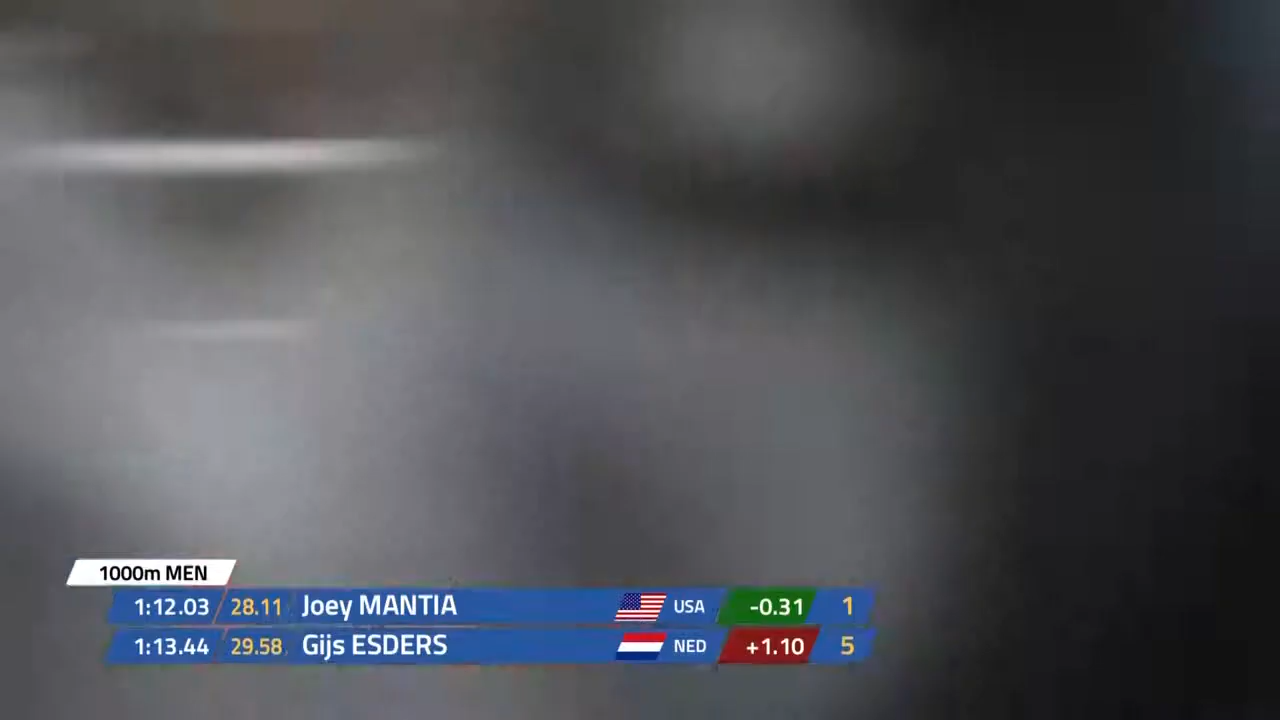 1000m MEN
1:12.03 28.11 Joey MANTIA USA -0.31 1
1:13.44 29.58 Gijs ESDERS NED +1.10 5